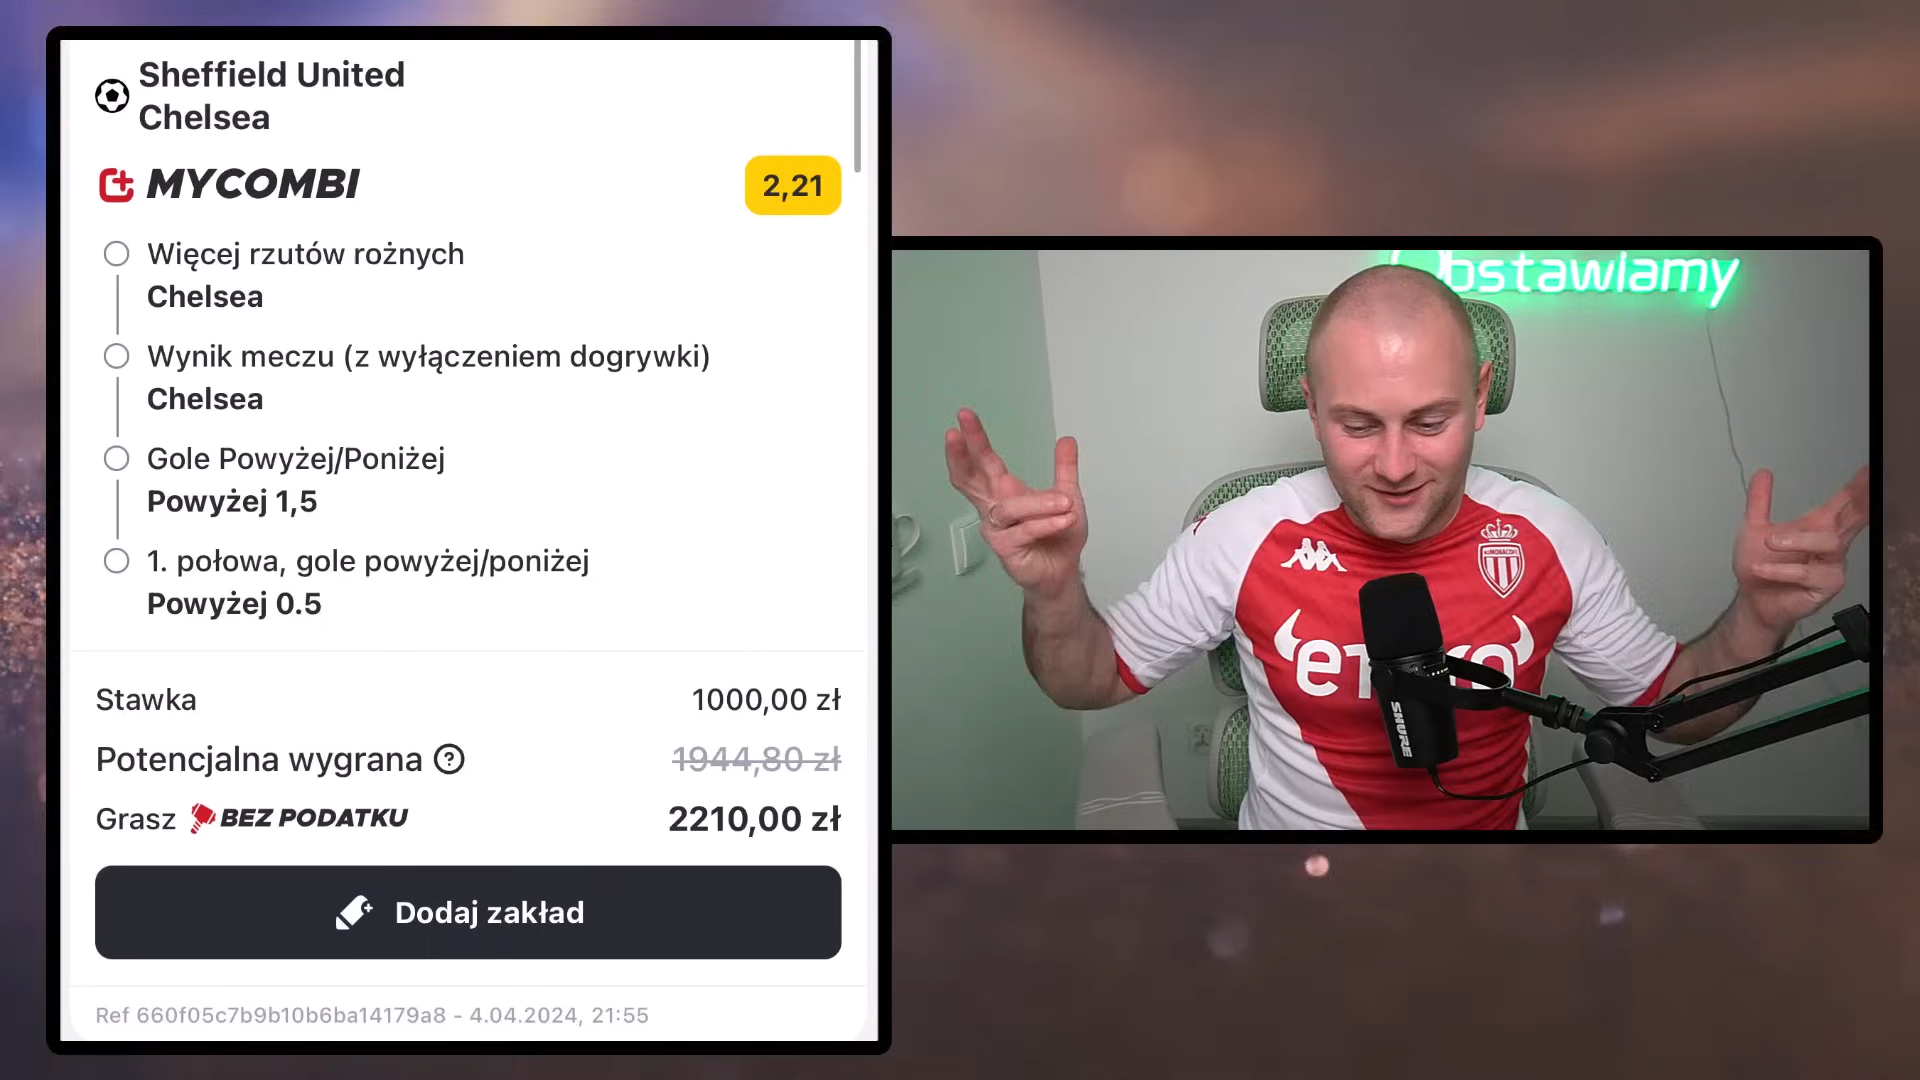 Sheffield United
Chelsea
MYCOMBI
2,21
Więcej rzutów rożnych
Chelsea
Wynik meczu (z wyłączeniem dogrywki)
Chelsea
Gole Powyżej/Poniżej
Powyżej 1,5
1. połowa, gole powyżej/poniżej
Powyżej 0.5
Stawka
1000,00 zł
Potencjalna wygrana ?
1944,80 zł
Grasz BEZ PODATKU
2210,00 zł
Dodaj zakład
Ref 660f05c7b9b10b6ba14179a8 - 4.04.2024, 21:55
Obstawiamy
SHURE